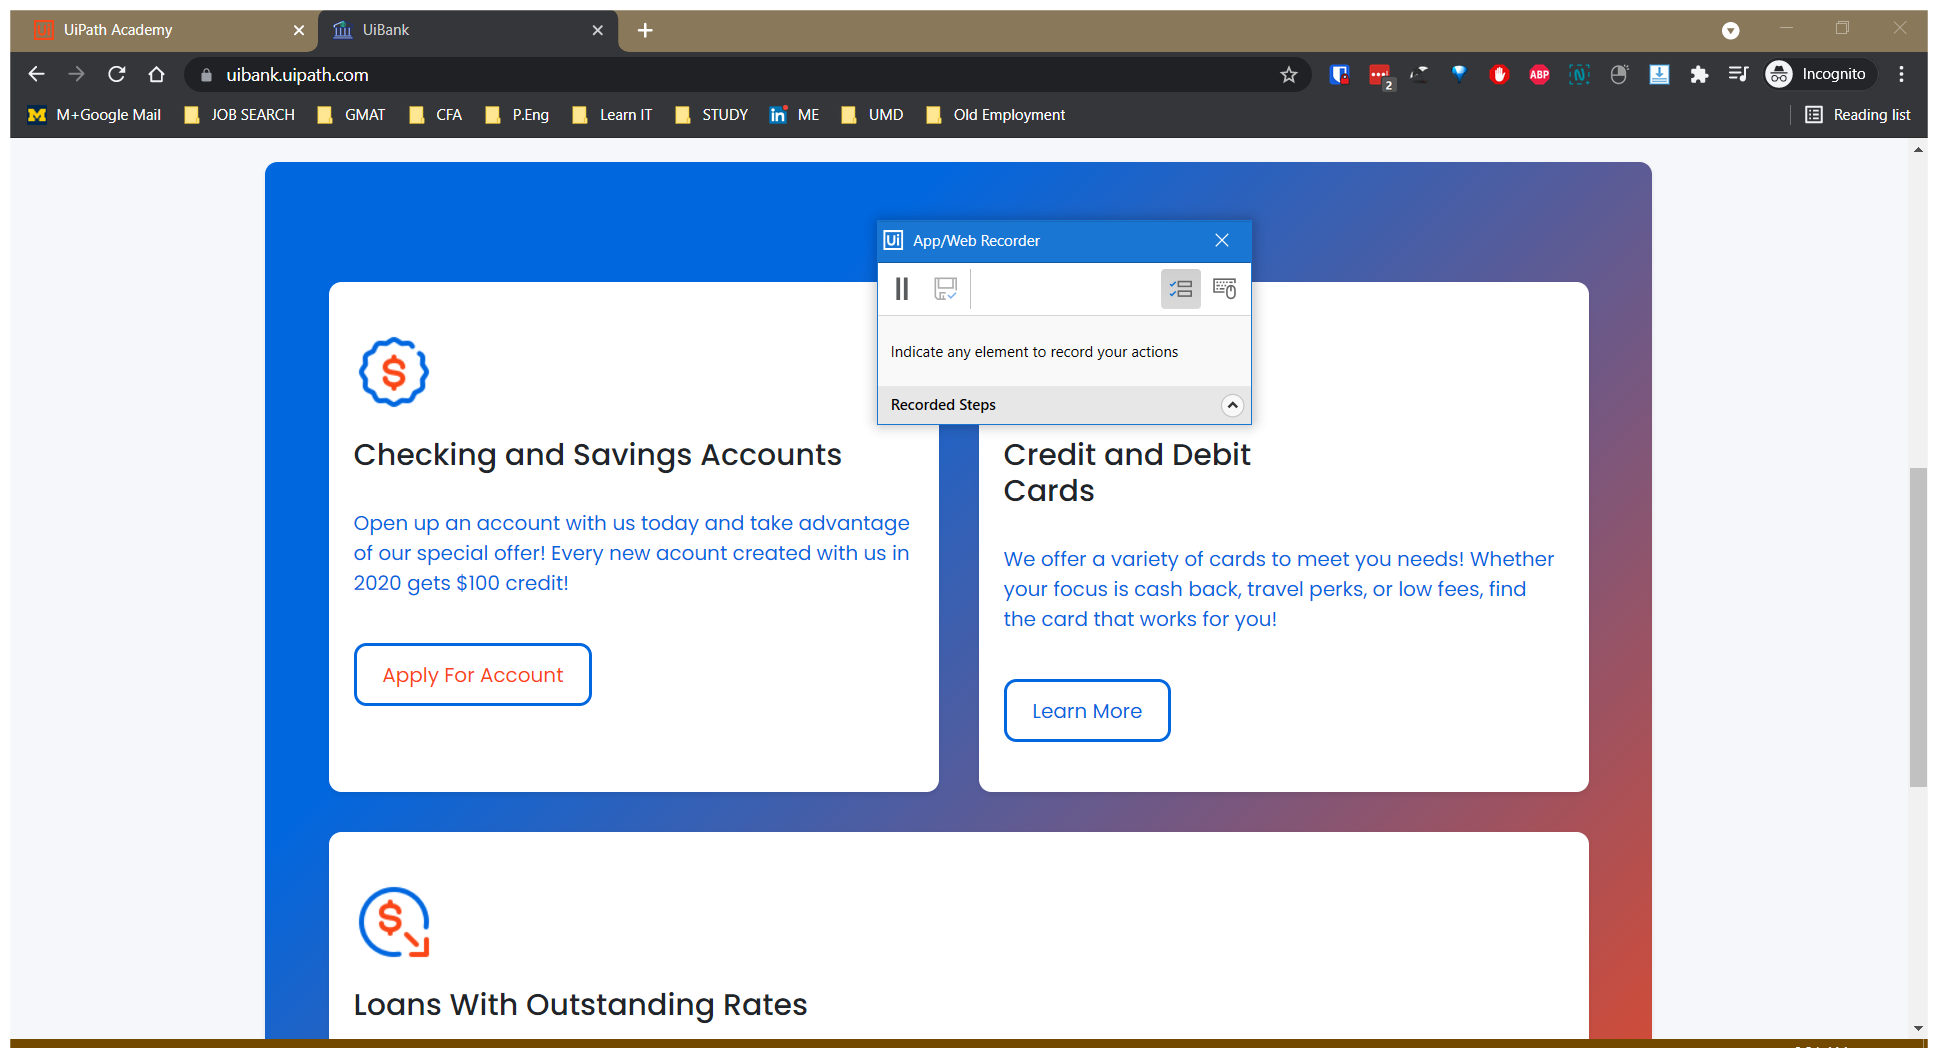 UiPath Academy
UiBank
uibank.uipath.com
ABP
2
Incognito
M+Google Mail
JOB SEARCH
GMAT
CFA
P.Eng
Learn IT
STUDY
ME
UMD
Old Employment
Reading list
Ui App/Web Recorder
Indicate any element to record your actions
Recorded Steps
Checking and Savings Accounts
Open up an account with us today and take advantage
of our special offer! Every new acount created with us in
2020 gets $100 credit!
Apply For Account
Credit and Debit
Cards
We offer a variety of cards to meet you needs! Whether
your focus is cash back, travel perks, or low fees, find
the card that works for you!
Learn More
Loans With Outstanding Rates